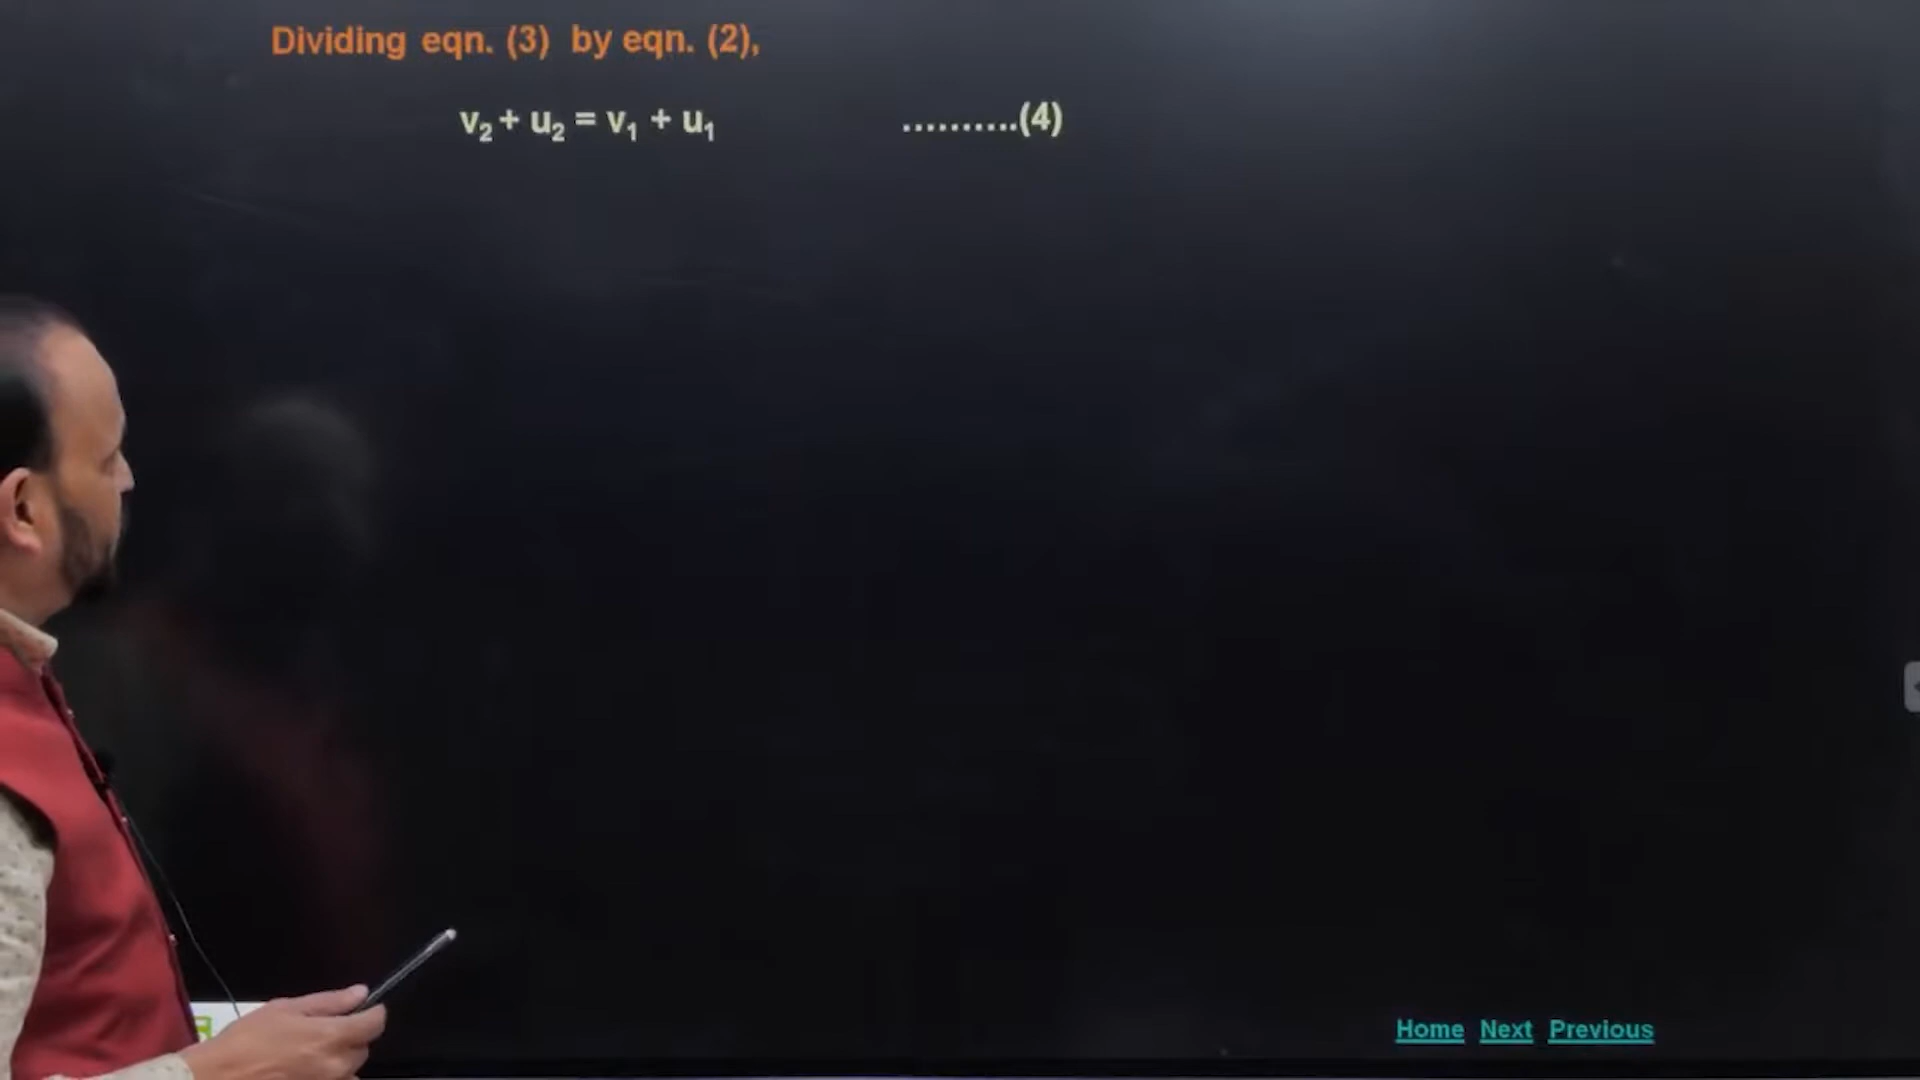 Dividing eqn. (3) by eqn. (2),
v₂ + u₂ = v₁ + u₁ ..........(4)
Home Next Previous